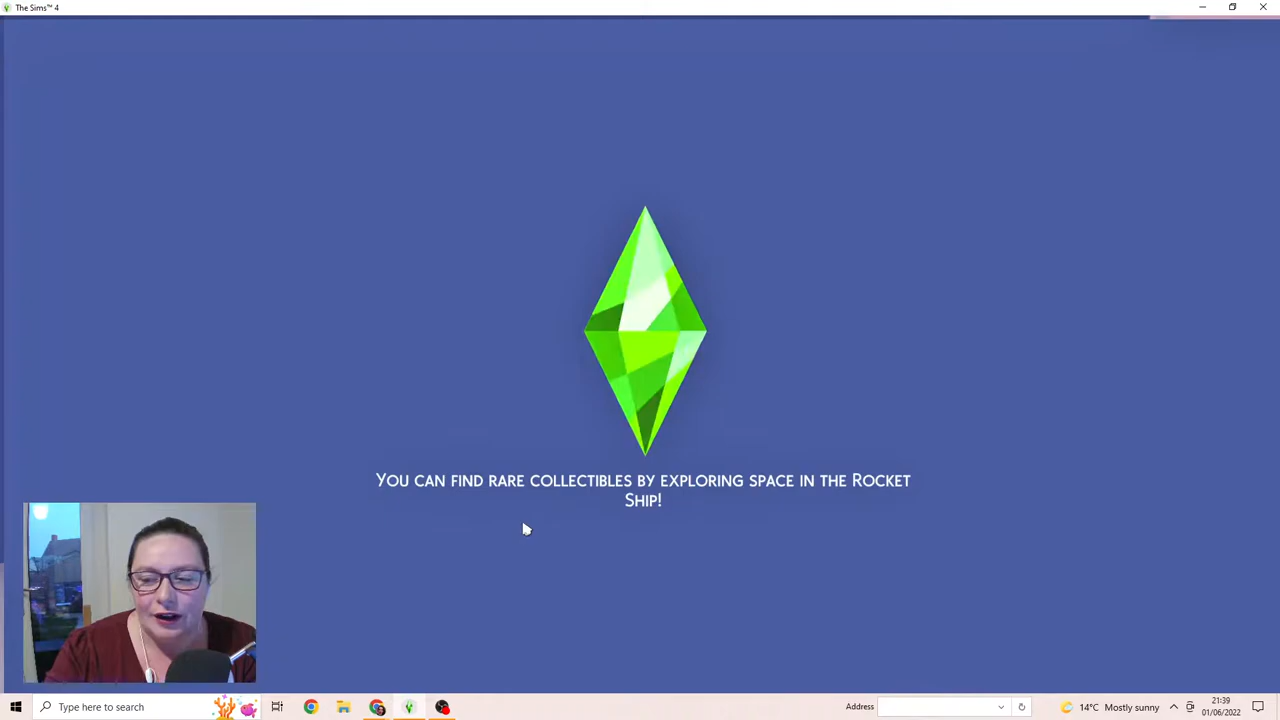 The Sims™ 4
You can find rare collectibles by exploring space in the Rocket
Ship!
Type here to search
Address
14°C Mostly sunny
21:39
01/06/2022